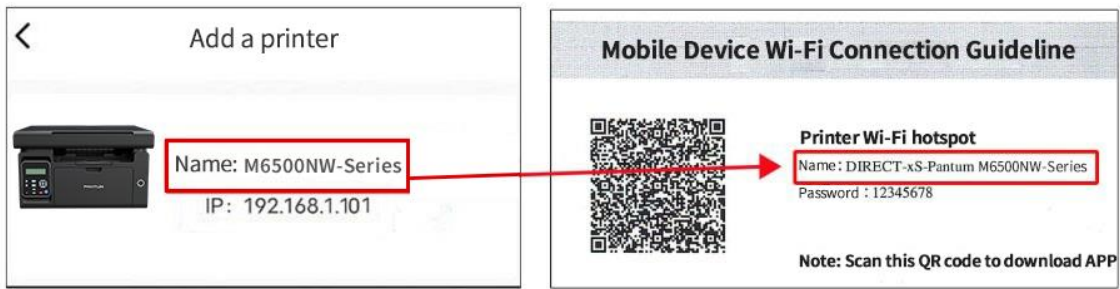 Add a printer
Name: M6500NW-Series
IP: 192.168.1.101
PANTUM
Mobile Device Wi-Fi Connection Guideline
Printer Wi-Fi hotspot
Name: DIRECT-xS-Pantum M6500NW-Series
Password : 12345678
Note: Scan this QR code to download APP